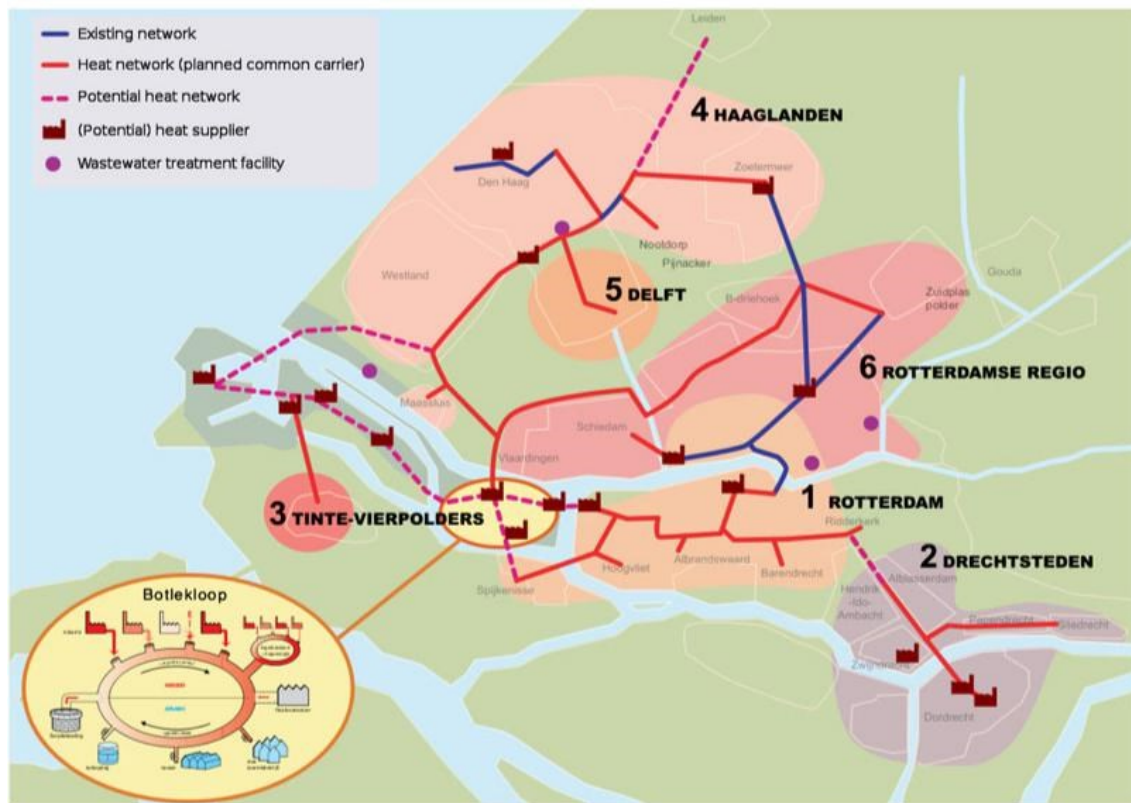 Existing network
Heat network (planned common carrier)
Potential heat network
(Potential) heat supplier
Wastewater treatment facility
Leiden
4 HAAGLANDEN
Zoetermeer
Den Haag
Nootdorp
Pijnacker
Westland
Gouda
5 DELFT
B-driehoek
Zuidplas
polder
6 ROTTERDAMSE REGIO
Maassluis
Schiedam
Vlaardingen
1 ROTTERDAM
3 TINTE-VIERPOLDERS
Ridderkerk
2 DRECHTSTEDEN
Hoogvliet
Albrandswaard
Barendrecht
Spijkenisse
Alblasserdam
Hendrik
-Ido-
Ambacht
Papendrecht
Sliedrecht
Zwijndrecht
Dordrecht
Botlekloop